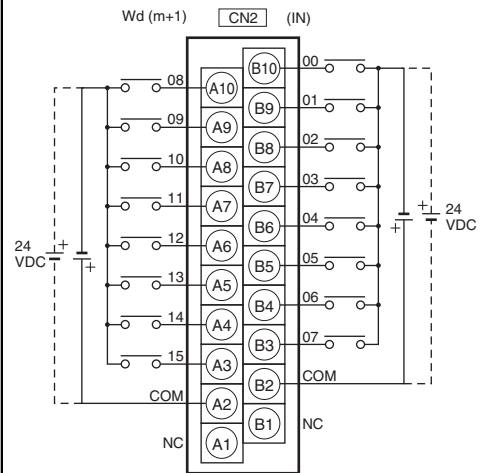 Wd (m+1) CN2 (IN)
B10 00
08 A10
B9 01
09 A9
B8 02
10 A8
B7 03
11 A7
B6 04
12 A6
B5 05
13 A5
B4 06
14 A4
B3 07
15 A3
B2 COM
COM A2
B1 NC
NC A1
24 VDC + +
+ + 24 VDC